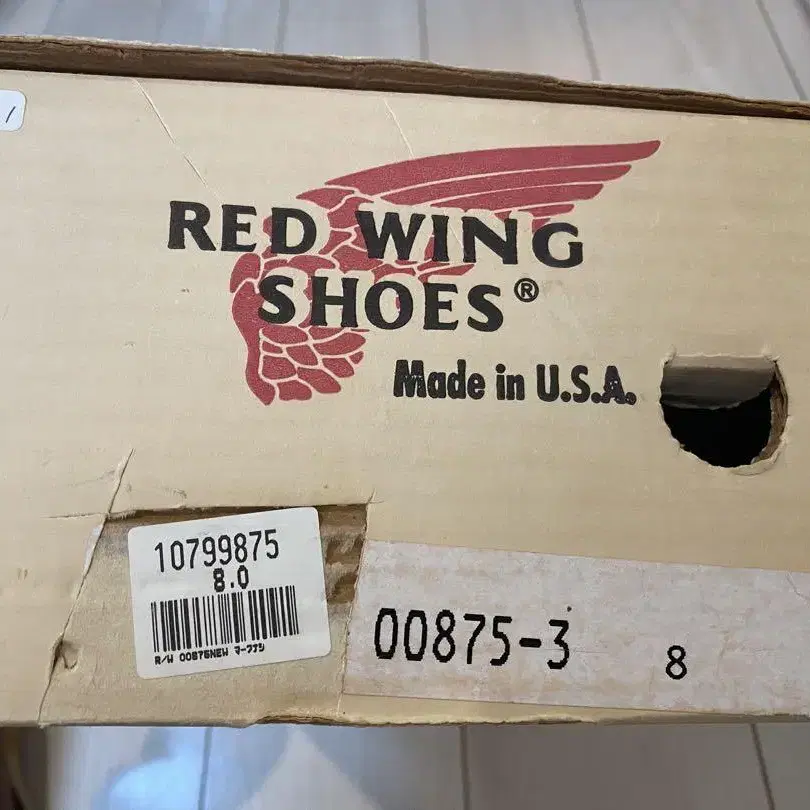 RED WING
SHOES®
Made in U.S.A.
10799875
8.0
R/W 00875NEW マークナシ
00875-3 8